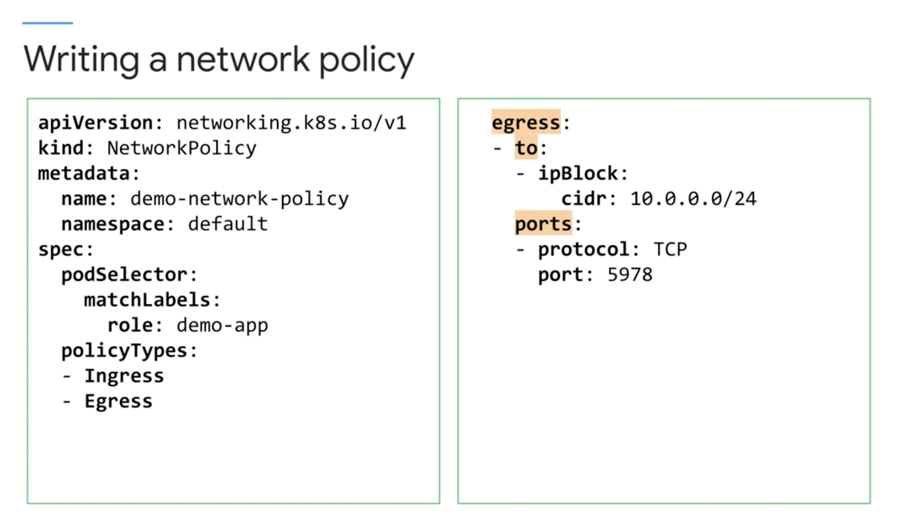 Writing a network policy
apiVersion: networking.k8s.io/v1
kind: NetworkPolicy
metadata:
  name: demo-network-policy
  namespace: default
spec:
  podSelector:
    matchLabels:
      role: demo-app
  policyTypes:
  - Ingress
  - Egress
egress:
- to:
  - ipBlock:
      cidr: 10.0.0.0/24
  ports:
  - protocol: TCP
    port: 5978